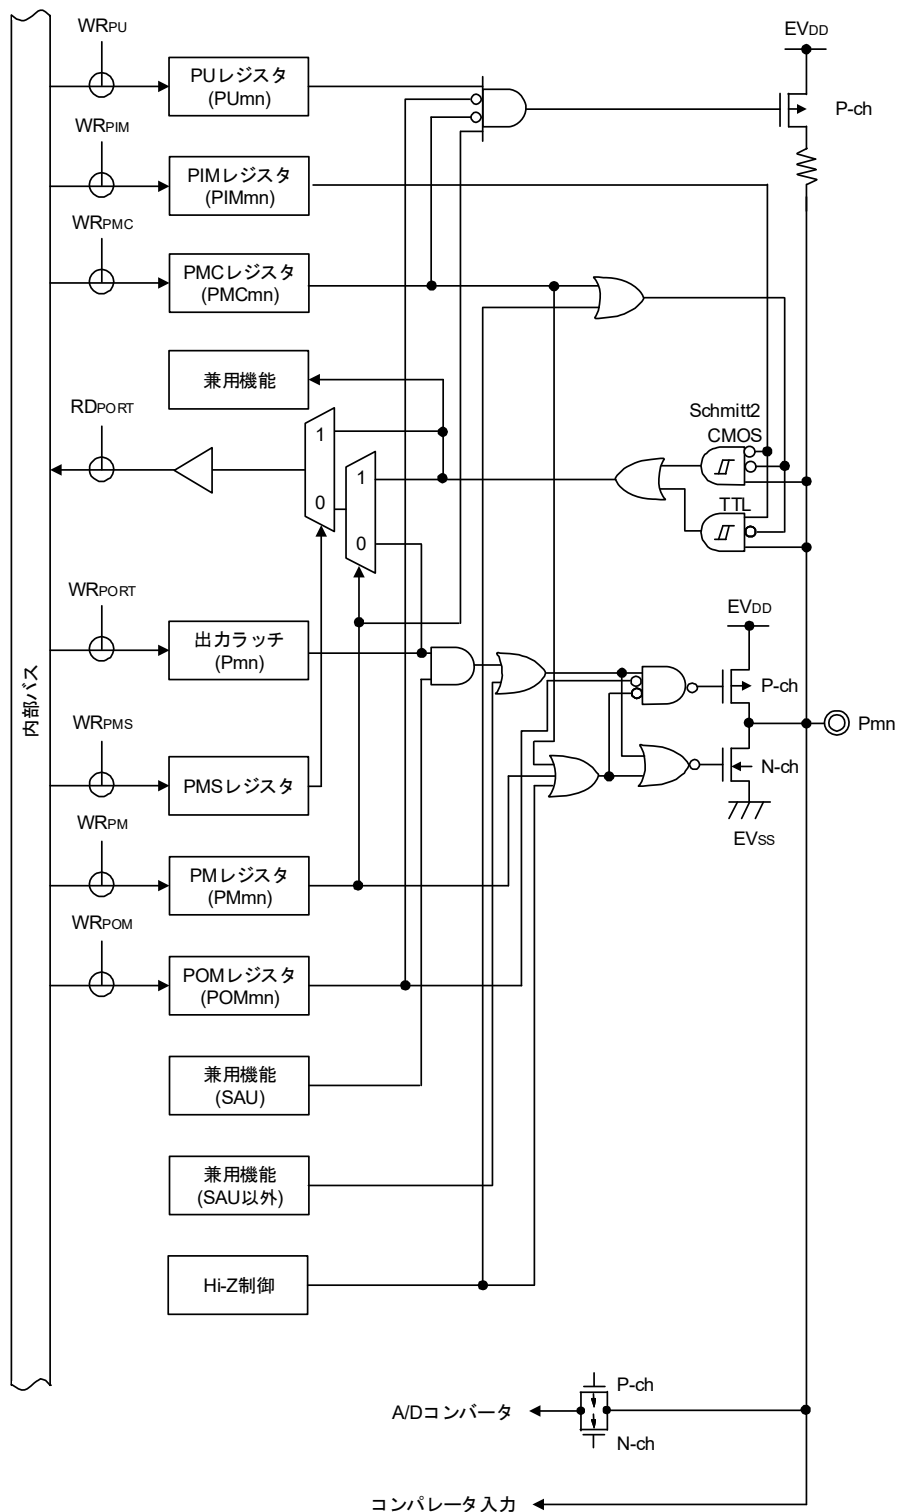 WRPU
EVDD
PUレジスタ
(PUmn)
P-ch
WRPIM
PIMレジスタ
(PIMmn)
WRPMC
PMCレジスタ
(PMCmn)
兼用機能
RDPORT
1
0
1
0
Schmitt2
CMOS
TTL
WRPORT
出力ラッチ
(Pmn)
EVDD
P-ch
Pmn
N-ch
EVSS
内部バス
WRPMS
PMSレジスタ
WRPM
PMレジスタ
(PMmn)
WRPOM
POMレジスタ
(POMmn)
兼用機能
(SAU)
兼用機能
(SAU以外)
Hi-Z制御
P-ch
A/Dコンバータ
N-ch
コンパレータ入力